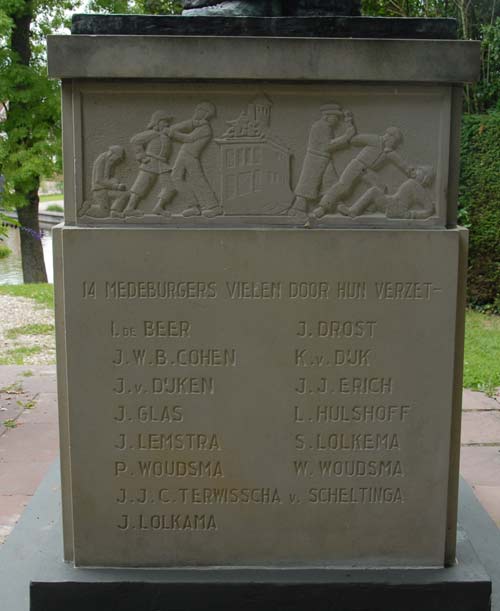 14 MEDEBURGERS VIELEN DOOR HUN VERZET-
I. DE BEER J. DROST
J.W.B. COHEN K. v. DIJK
J. v. DIJKEN J. J. ERICH
J. GLAS L. HULSHOFF
J. LEMSTRA S. LOLKEMA
P. WOUDSMA W. WOUDSMA
J. J. C. TERWISSCHA v. SCHELTINGA
J. LOLKAMA